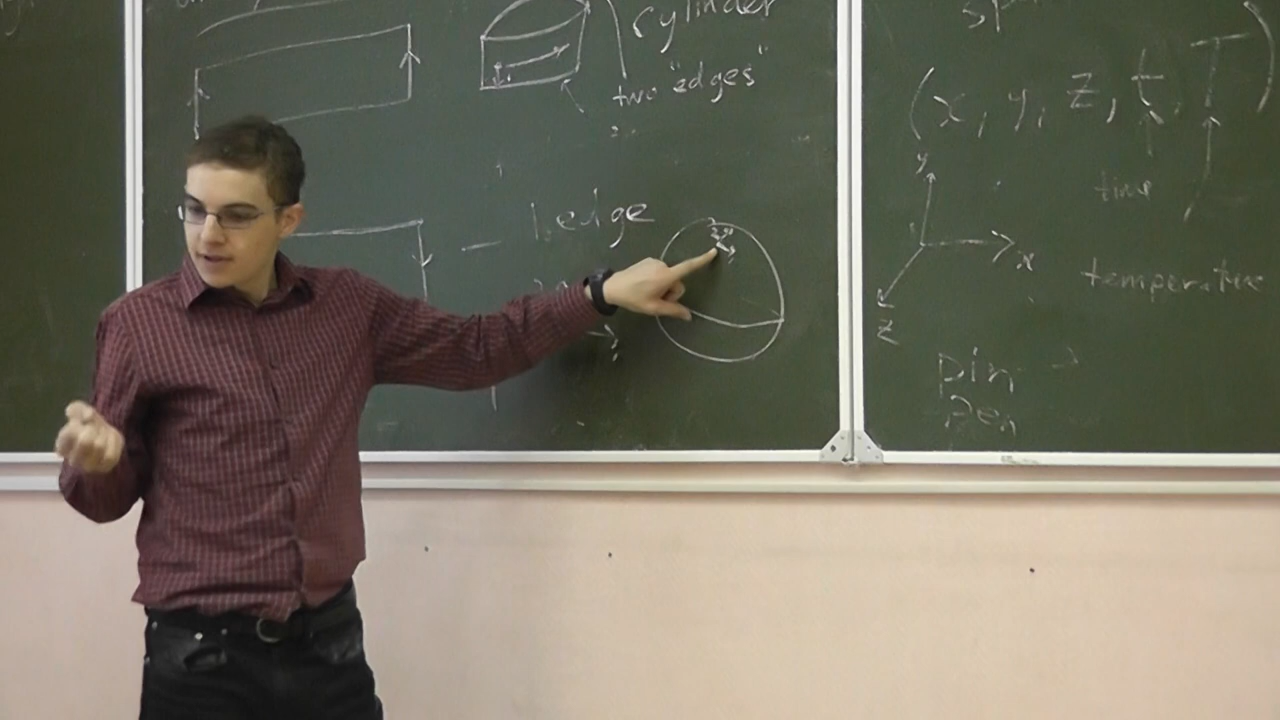 cylinder
two "edges"
1 edge
(x, y, z, t, T)
y
x
time
temperature
z
pin
pen